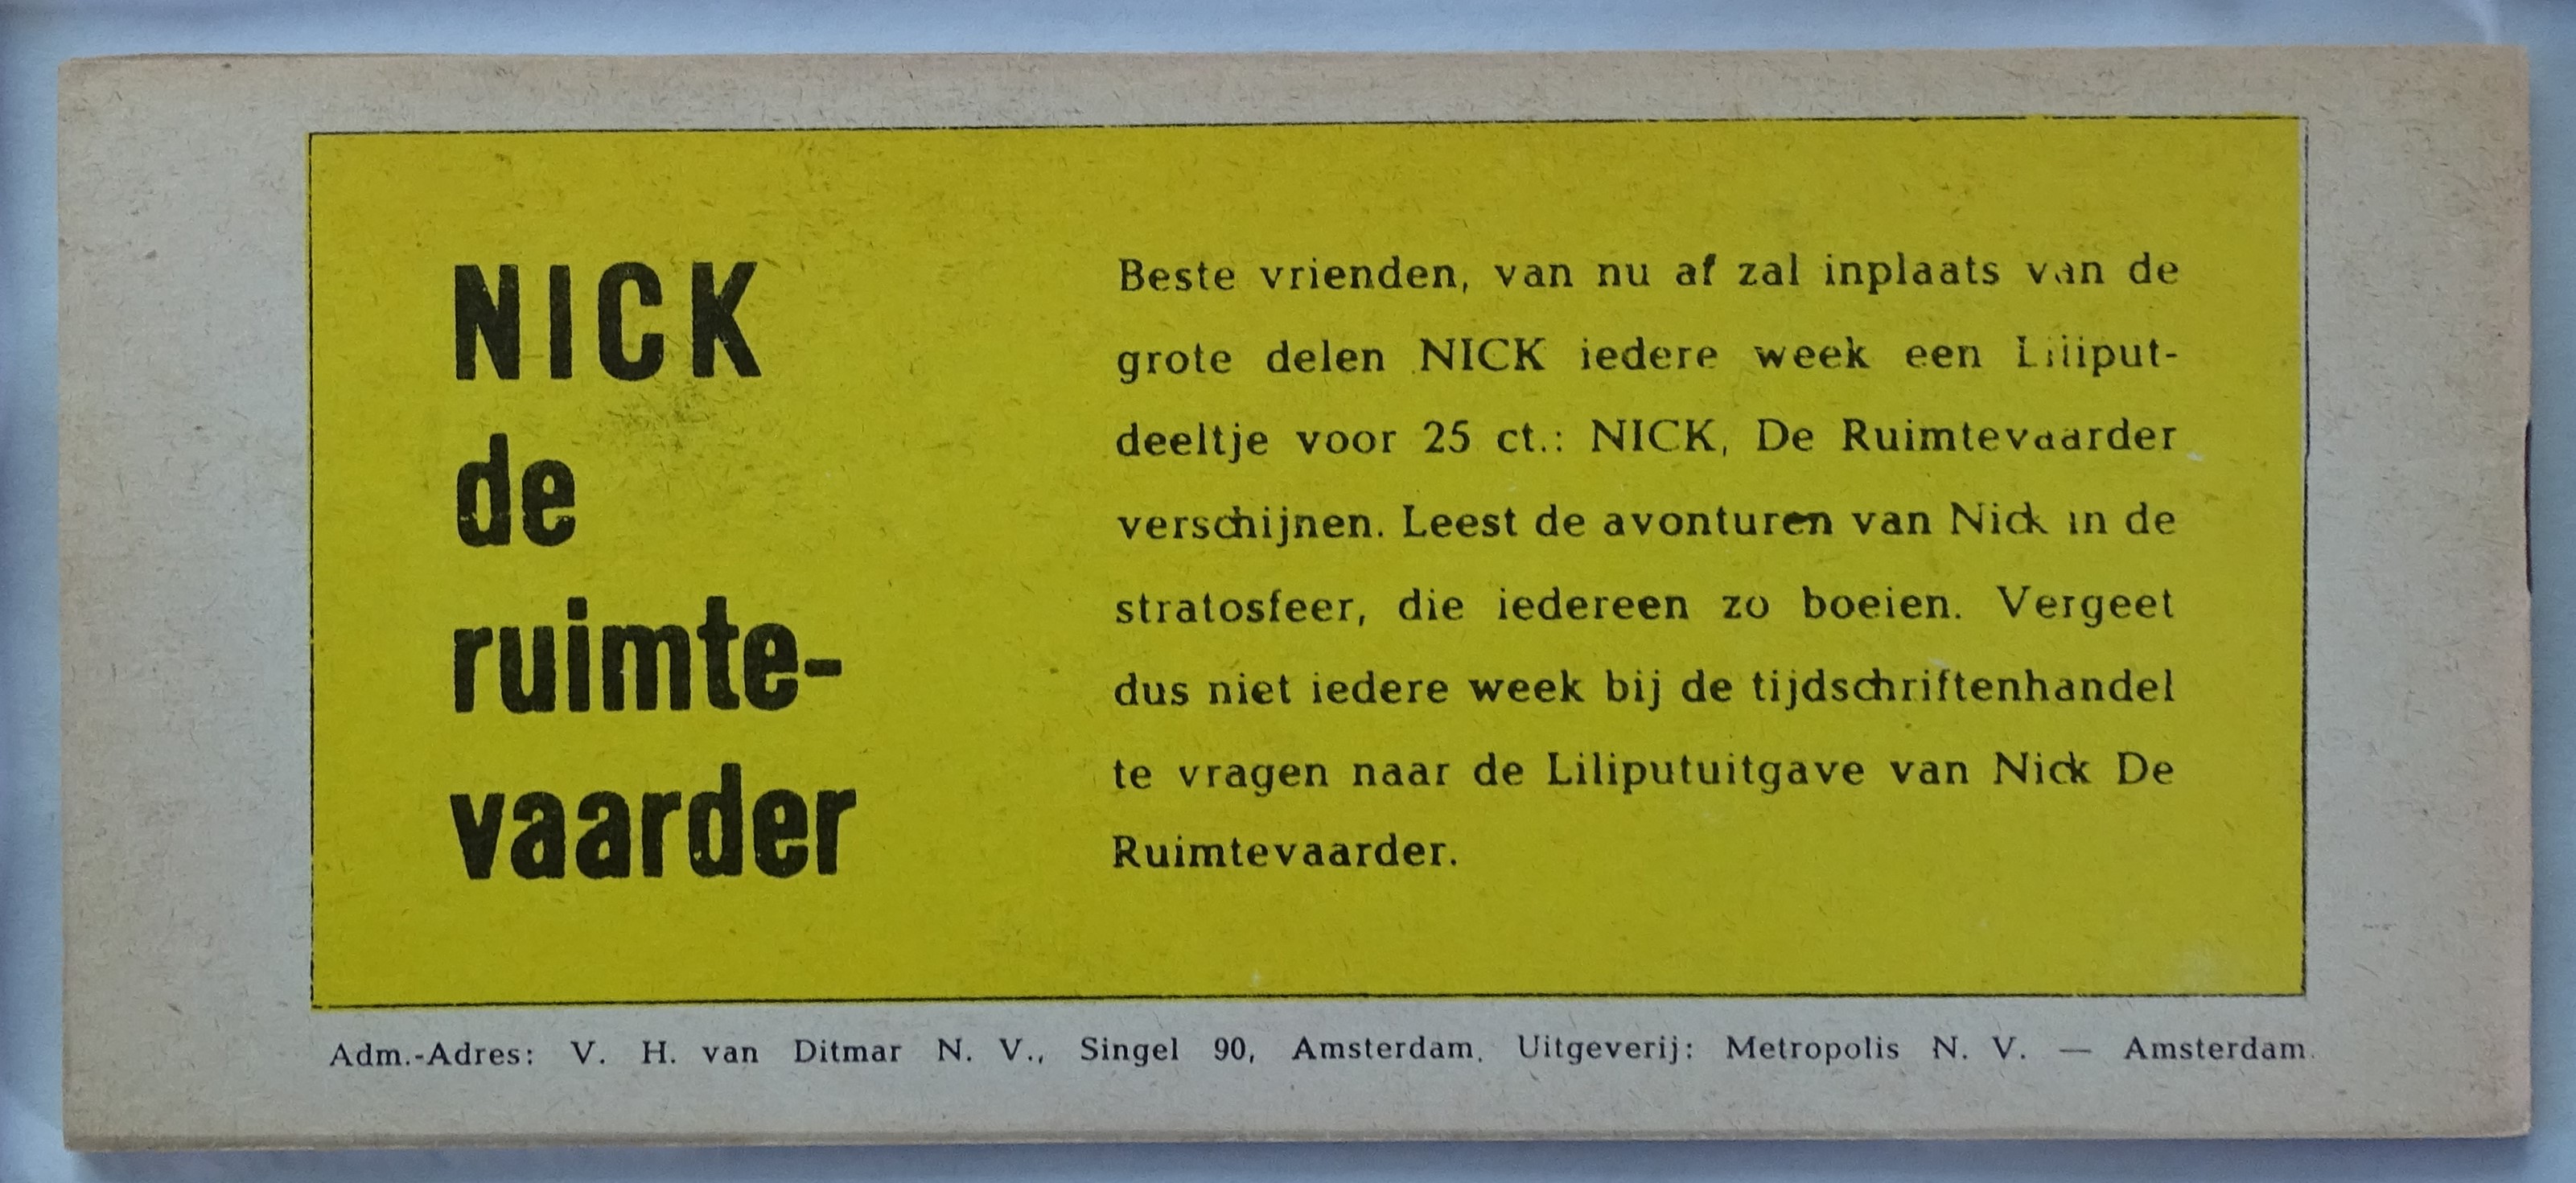 NICK
de
ruimte-
vaarder
Beste vrienden, van nu af zal inplaats van de
grote delen NICK iedere week een Liliput-
deeltje voor 25 ct.: NICK, De Ruimtevaarder
verschijnen. Leest de avonturen van Nick in de
stratosfeer, die iedereen zo boeien. Vergeet
dus niet iedere week bij de tijdschriftenhandel
te vragen naar de Liliputuitgave van Nick De
Ruimtevaarder.
Adm.-Adres: V. H. van Ditmar N. V., Singel 90, Amsterdam. Uitgeverij: Metropolis N. V. — Amsterdam.